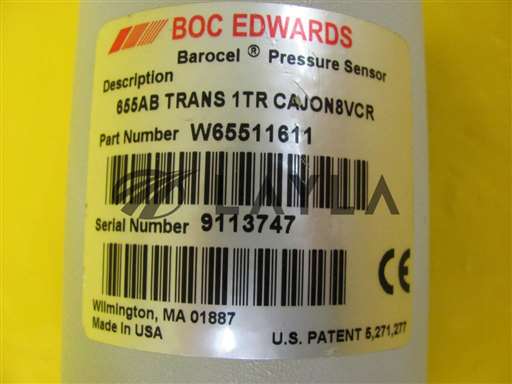 BOC EDWARDS
Barocel ® Pressure Sensor
Description
655AB TRANS 1TR CAJON8VCR
Part Number W65511611
LAYLA
Serial Number 9113747
CE
Wilmington, MA 01887
Made In USA
U.S. PATENT 5,271,277